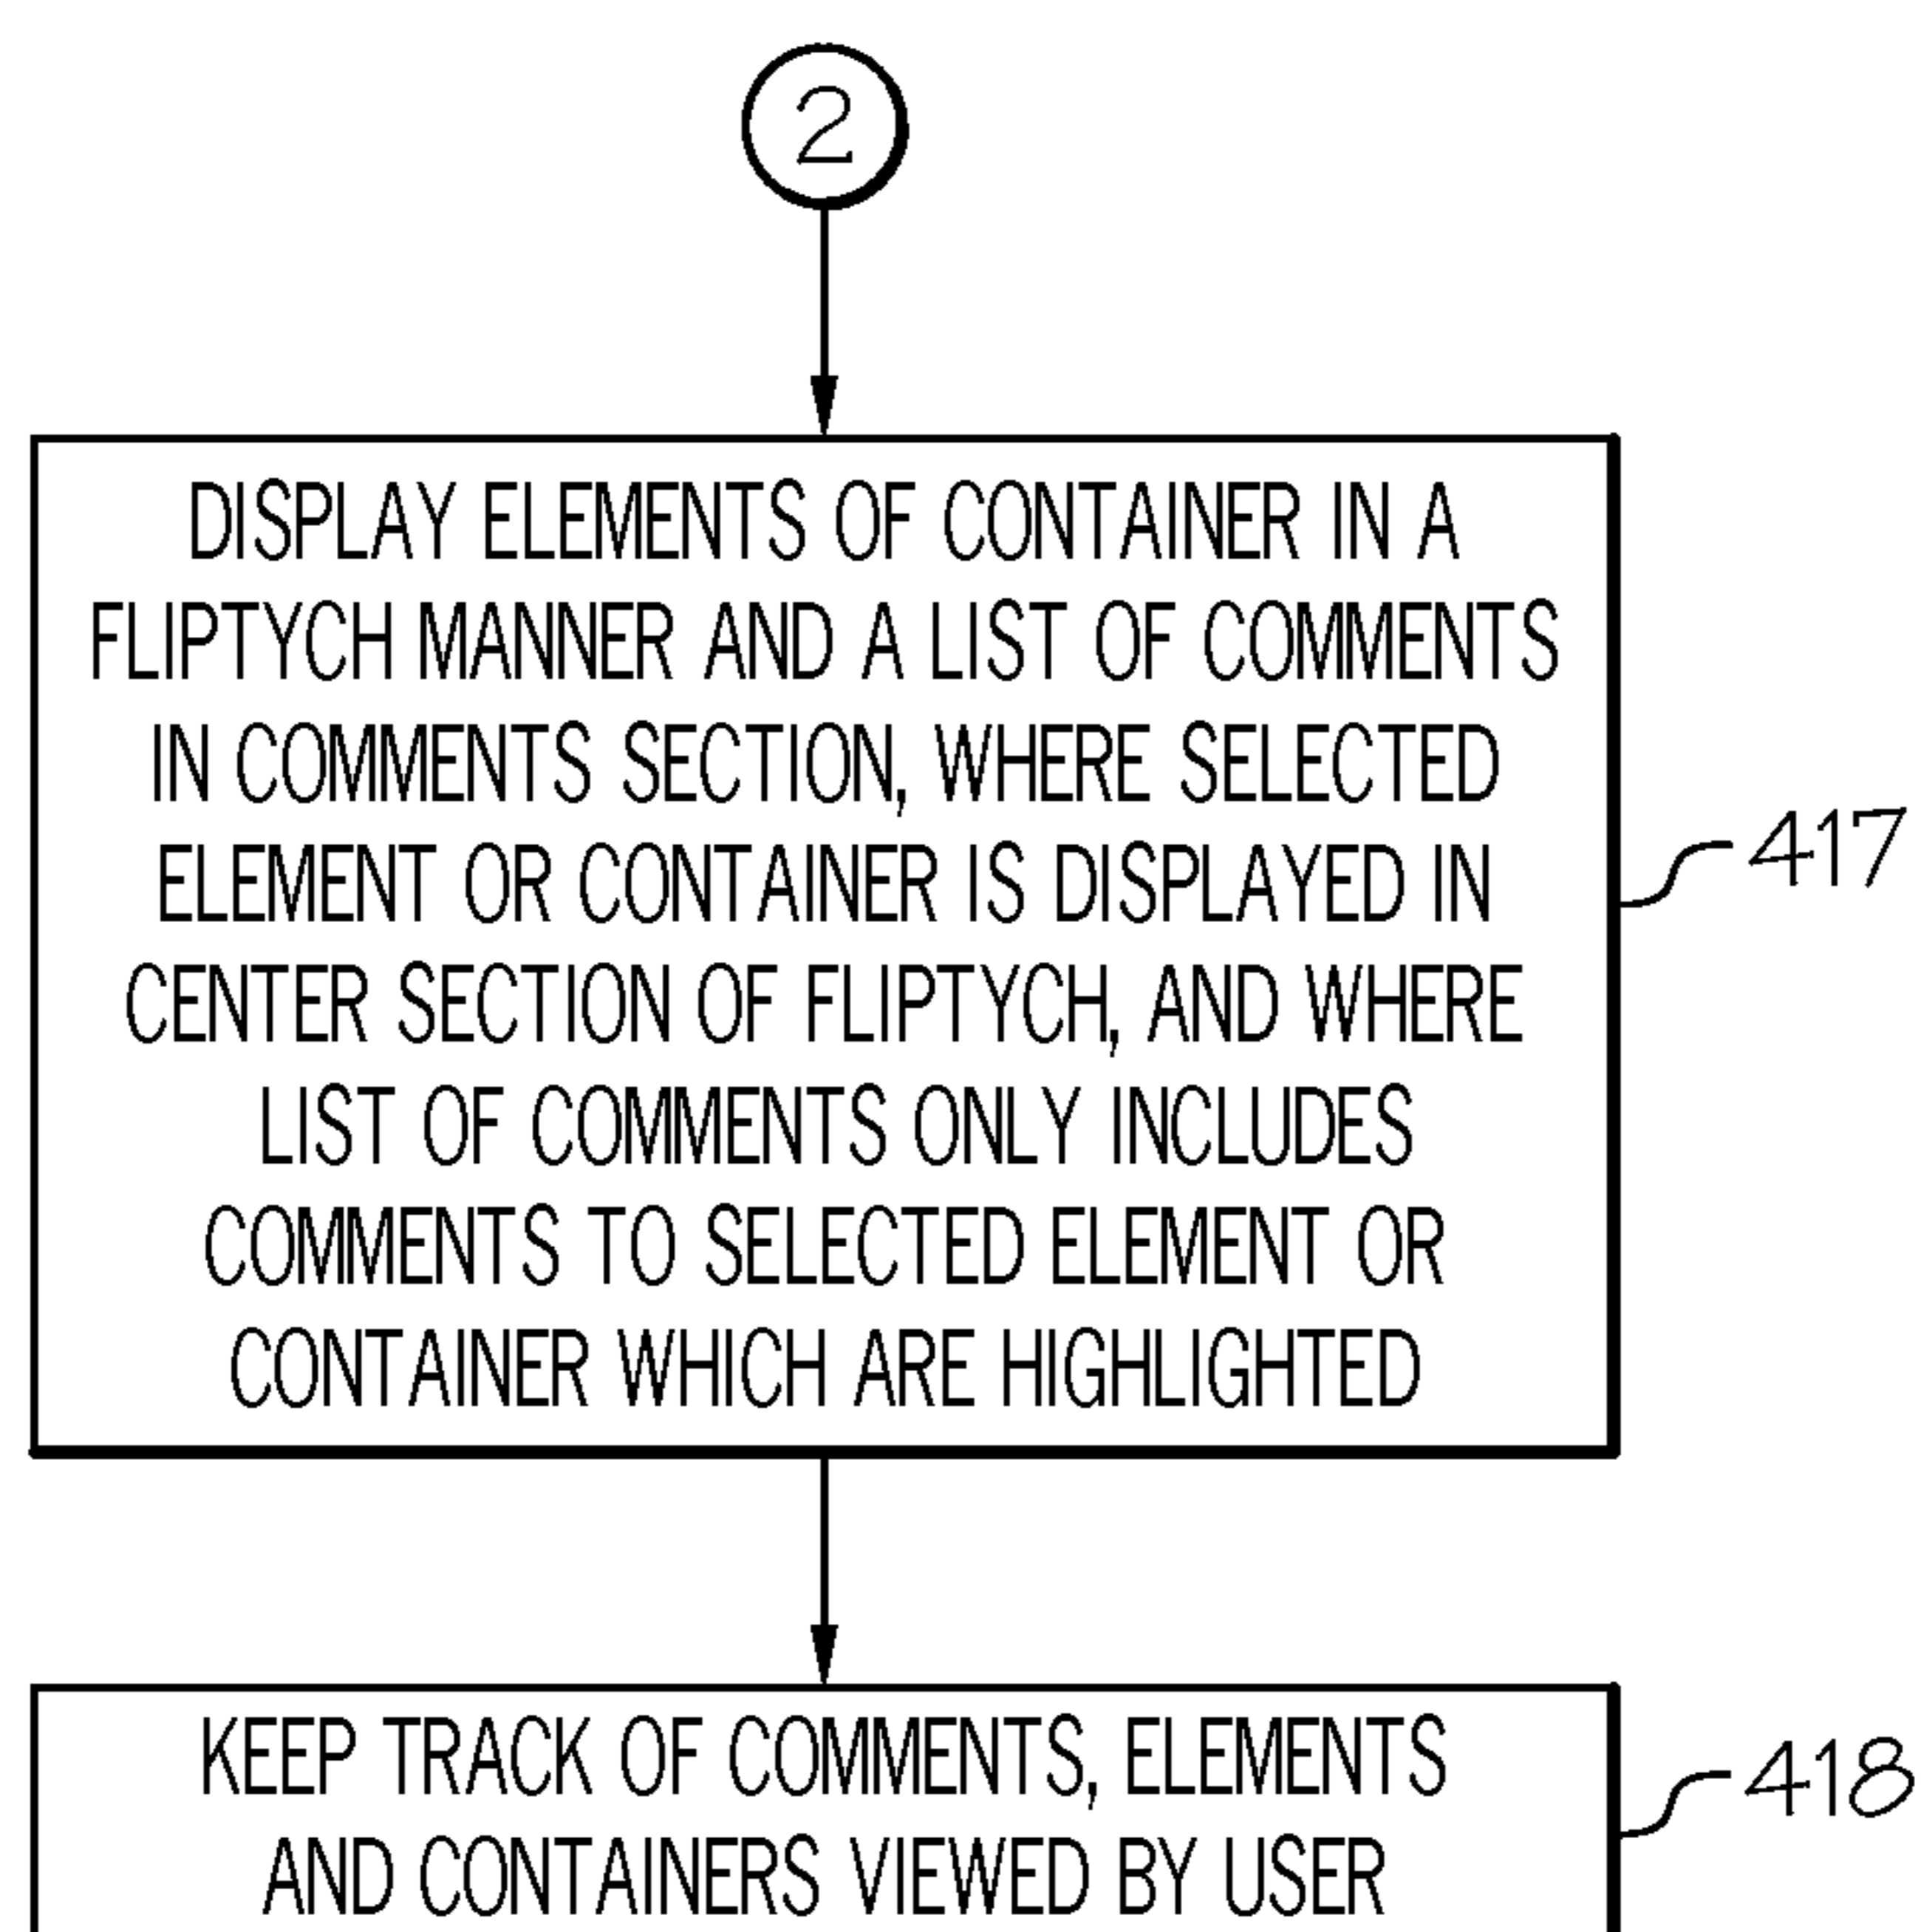 2
DISPLAY ELEMENTS OF CONTAINER IN A
FLIPTYCH MANNER AND A LIST OF COMMENTS
IN COMMENTS SECTION, WHERE SELECTED
ELEMENT OR CONTAINER IS DISPLAYED IN
CENTER SECTION OF FLIPTYCH, AND WHERE
LIST OF COMMENTS ONLY INCLUDES
COMMENTS TO SELECTED ELEMENT OR
CONTAINER WHICH ARE HIGHLIGHTED
417
KEEP TRACK OF COMMENTS, ELEMENTS
AND CONTAINERS VIEWED BY USER
418